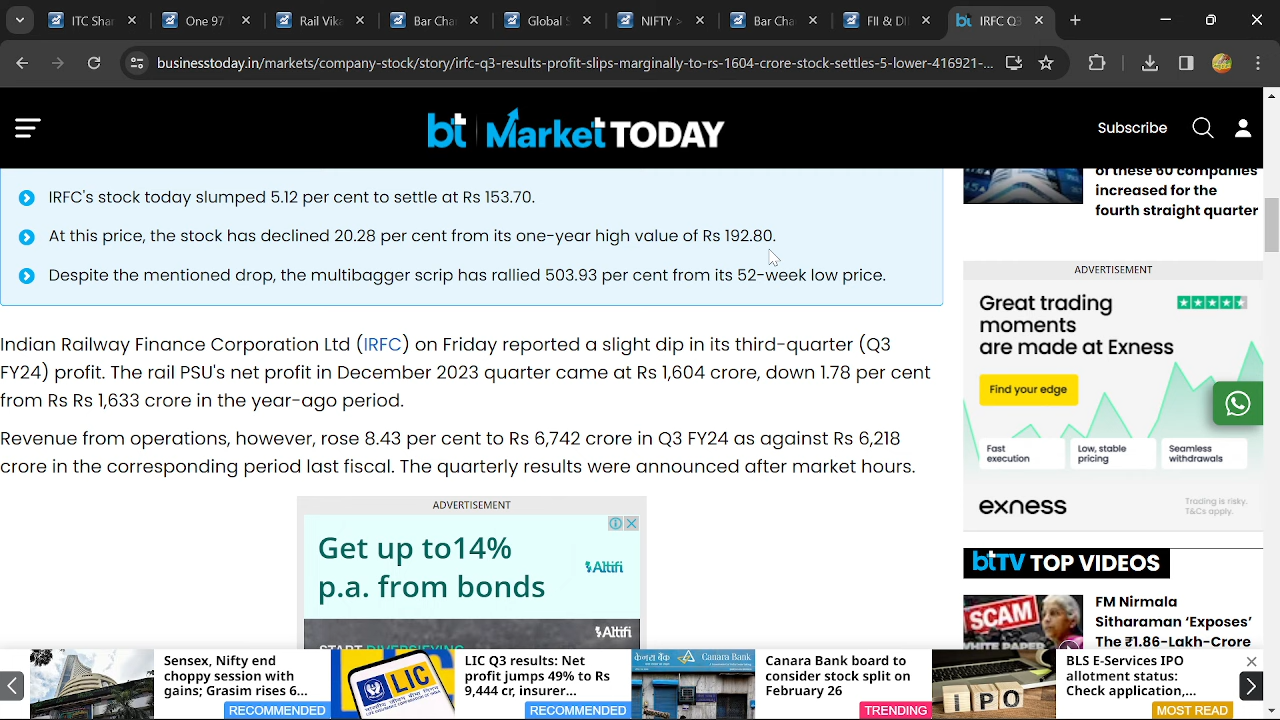 ITC Shar
One 97
Rail Vika
Bar Cha
Global S
NIFTY >
Bar Cha
FII & DI
IRFC Q3
businesstoday.in/markets/company-stock/story/irfc-q3-results-profit-slips-marginally-to-rs-1604-crore-stock-settles-5-lower-416921-...
bt Market TODAY
Subscribe
IRFC's stock today slumped 5.12 per cent to settle at Rs 153.70.
At this price, the stock has declined 20.28 per cent from its one-year high value of Rs 192.80.
Despite the mentioned drop, the multibagger scrip has rallied 503.93 per cent from its 52-week low price.
Indian Railway Finance Corporation Ltd (IRFC) on Friday reported a slight dip in its third-quarter (Q3
FY24) profit. The rail PSU's net profit in December 2023 quarter came at Rs 1,604 crore, down 1.78 per cent
from Rs Rs 1,633 crore in the year-ago period.
Revenue from operations, however, rose 8.43 per cent to Rs 6,742 crore in Q3 FY24 as against Rs 6,218
crore in the corresponding period last fiscal. The quarterly results were announced after market hours.
ADVERTISEMENT
Get up to14%
p.a. from bonds
Altifi
Altifi
START DIVERSIFYING
of these 60 companies
increased for the
fourth straight quarter
ADVERTISEMENT
Great trading
moments
are made at Exness
Find your edge
Fast
execution
Low, stable
pricing
Seamless
withdrawals
exness
Trading is risky.
T&Cs apply.
btTV TOP VIDEOS
SCAM
WHITE PAPER
FM Nirmala
Sitharaman ‘Exposes’
The ₹1.86-Lakh-Crore
Sensex, Nifty end
choppy session with
gains; Grasim rises 6...
RECOMMENDED
LIC
LIC Q3 results: Net
profit jumps 49% to Rs
9,444 cr, insurer...
RECOMMENDED
केनरा बैंक Canara Bank
Canara Bank board to
consider stock split on
February 26
TRENDING
IPO
BLS E-Services IPO
allotment status:
Check application,...
MOST READ